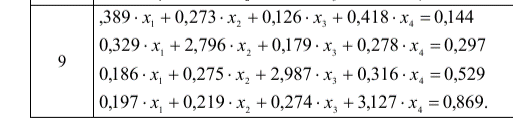 ,389 · x₁ + 0,273 · x₂ + 0,126 · x₃ + 0,418 · x₄ = 0,144
0,329 · x₁ + 2,796 · x₂ + 0,179 · x₃ + 0,278 · x₄ = 0,297
9
0,186 · x₁ + 0,275 · x₂ + 2,987 · x₃ + 0,316 · x₄ = 0,529
0,197 · x₁ + 0,219 · x₂ + 0,274 · x₃ + 3,127 · x₄ = 0,869.